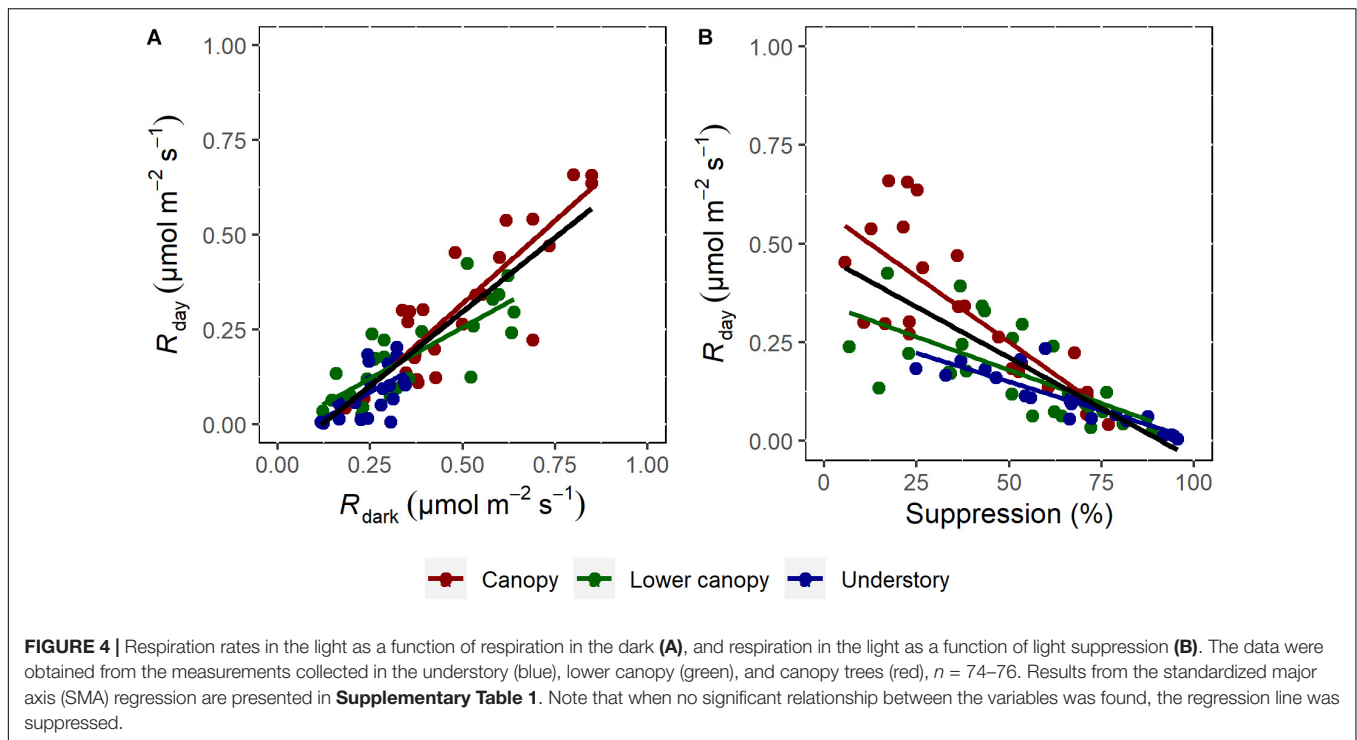 A
B
1.00
0.75
0.50
0.25
0.00
R day (µmol m⁻² s⁻¹)
0.00 0.25 0.50 0.75 1.00
R dark (µmol m⁻² s⁻¹)
1.00
0.75
0.50
0.25
0.00
R day (µmol m⁻² s⁻¹)
0 25 50 75 100
Suppression (%)
Canopy Lower canopy Understory
FIGURE 4 | Respiration rates in the light as a function of respiration in the dark (A), and respiration in the light as a function of light suppression (B). The data were
obtained from the measurements collected in the understory (blue), lower canopy (green), and canopy trees (red), n = 74–76. Results from the standardized major
axis (SMA) regression are presented in Supplementary Table 1. Note that when no significant relationship between the variables was found, the regression line was
suppressed.